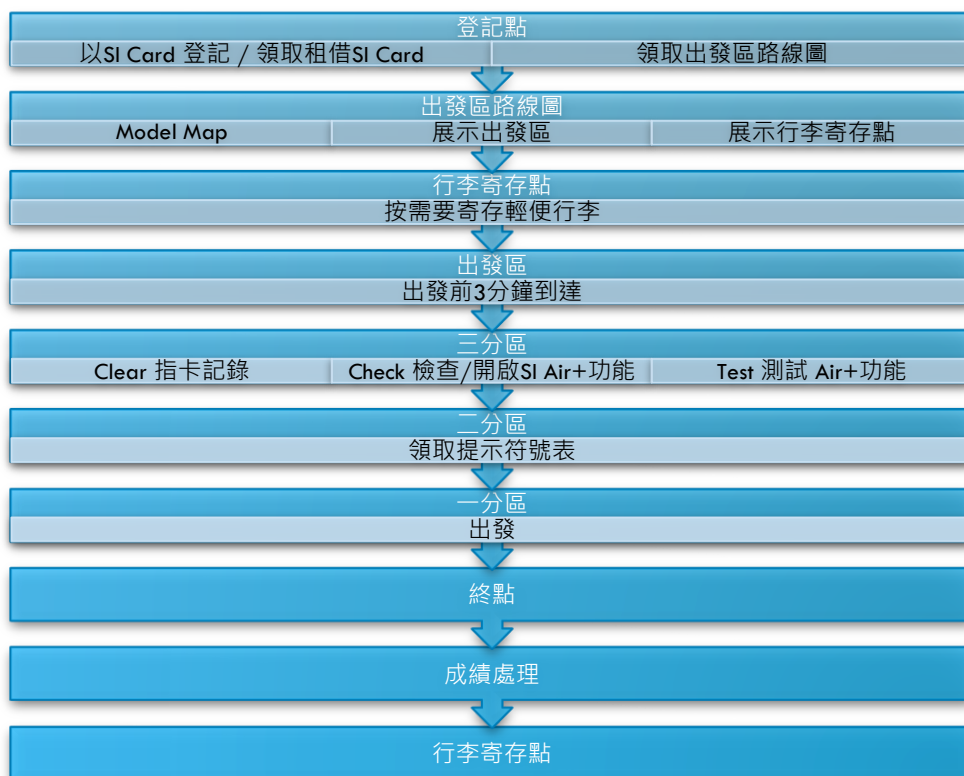 登記點
以SI Card 登記 / 領取租借SI Card
領取出發區路線圖
出發區路線圖
Model Map
展示出發區
展示行李寄存點
行李寄存點
按需要寄存輕便行李
出發區
出發前3分鐘到達
三分區
Clear 指卡記錄
Check 檢查/開啟SI Air+功能
Test 測試 Air+功能
二分區
領取提示符號表
一分區
出發
終點
成績處理
行李寄存點